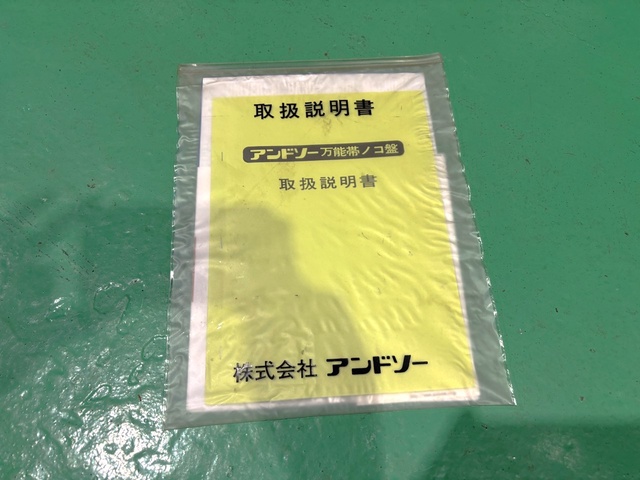 取扱説明書
アンドソー万能帯ノコ盤
取扱説明書
株式会社 アンドソー